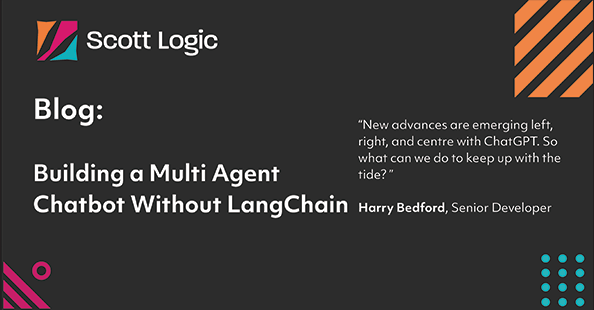 Scott Logic
Blog:
Building a Multi Agent
Chatbot Without LangChain
“New advances are emerging left,
right, and centre with ChatGPT. So
what can we do to keep up with the
tide?”
Harry Bedford, Senior Developer